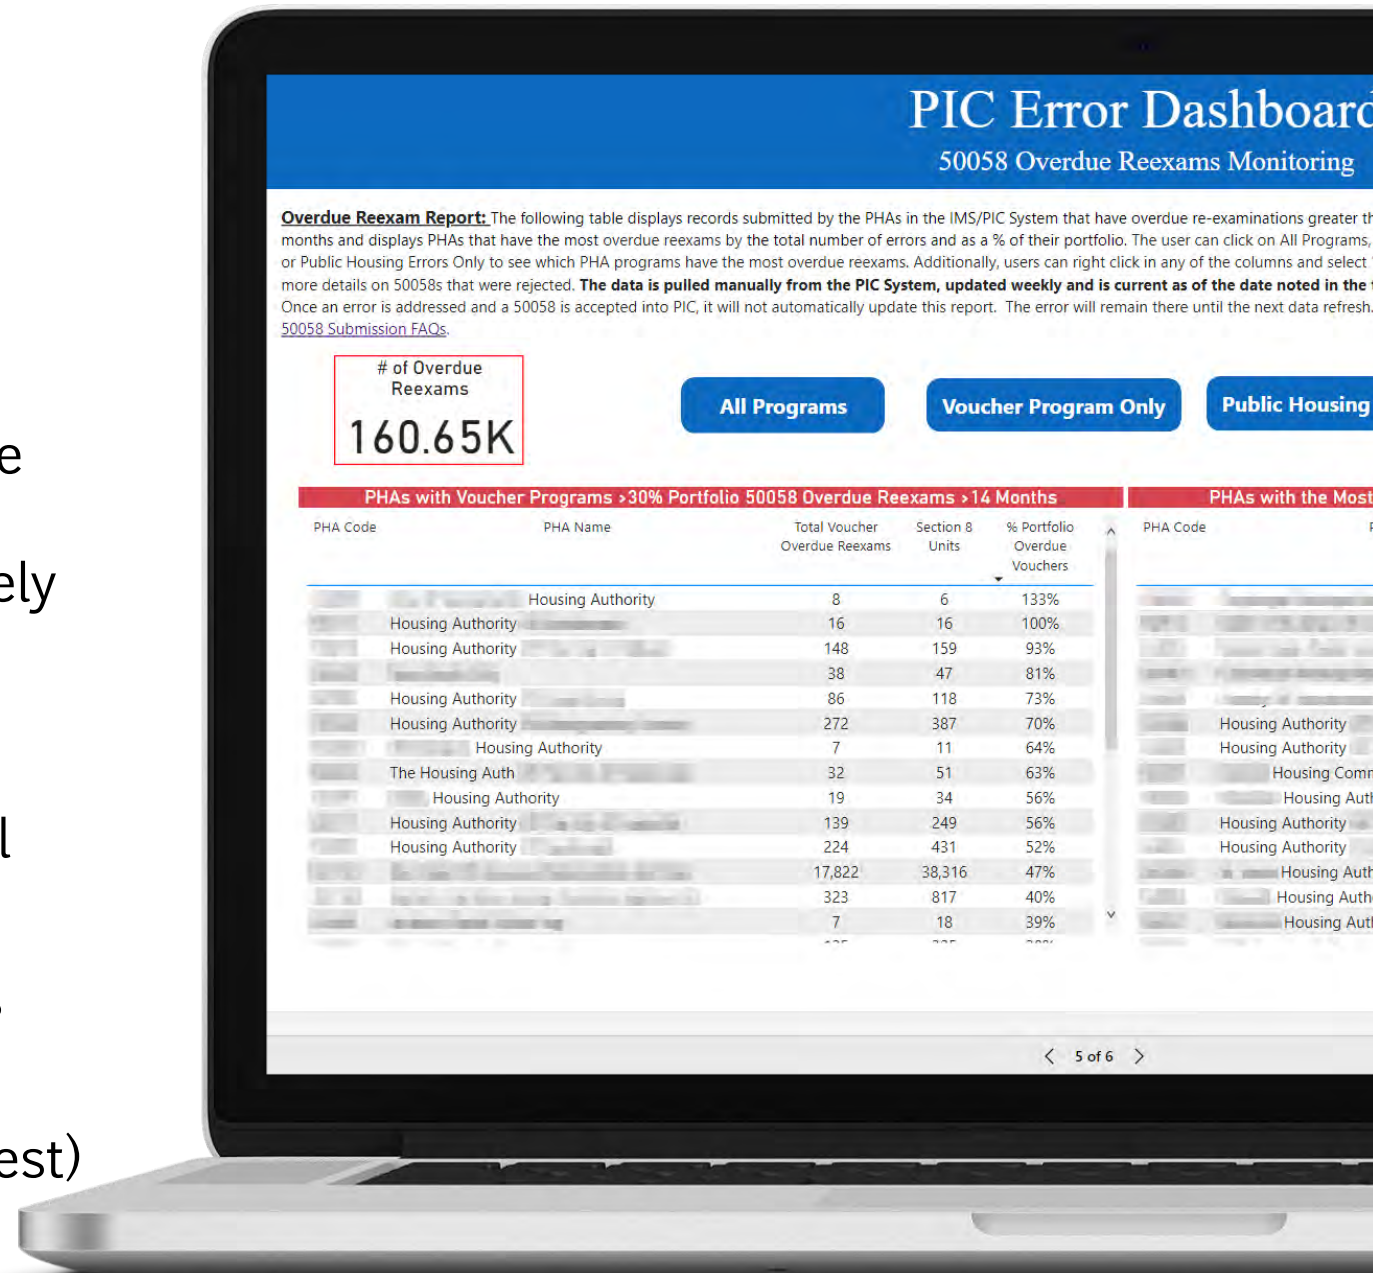 e
ely
l
est)
PIC Error Dashboard
50058 Overdue Reexams Monitoring
Overdue Reexam Report: The following table displays records submitted by the PHAs in the IMS/PIC System that have overdue re-examinations greater th
months and displays PHAs that have the most overdue reexams by the total number of errors and as a % of their portfolio. The user can click on All Programs,
or Public Housing Errors Only to see which PHA programs have the most overdue reexams. Additionally, users can right click in any of the columns and select
more details on 50058s that were rejected. The data is pulled manually from the PIC System, updated weekly and is current as of the date noted in the
Once an error is addressed and a 50058 is accepted into PIC, it will not automatically update this report. The error will remain there until the next data refresh.
50058 Submission FAQs.
# of Overdue
Reexams
160.65K
All Programs
Voucher Program Only
Public Housing
PHAs with Voucher Programs >30% Portfolio 50058 Overdue Reexams >14 Months
PHA Code PHA Name Total Voucher Overdue Reexams Section 8 Units % Portfolio Overdue Vouchers
Housing Authority 8 6 133%
Housing Authority 16 16 100%
Housing Authority 148 159 93%
38 47 81%
Housing Authority 86 118 73%
Housing Authority 272 387 70%
Housing Authority 7 11 64%
The Housing Auth 32 51 63%
Housing Authority 19 34 56%
Housing Authority 139 249 56%
Housing Authority 224 431 52%
17,822 38,316 47%
323 817 40%
7 18 39%
PHAs with the Most
PHA Code
Housing Authority
Housing Authority
Housing Comm
Housing Auth
Housing Authority
Housing Authority
Housing Auth
Housing Auth
Housing Auth
5 of 6